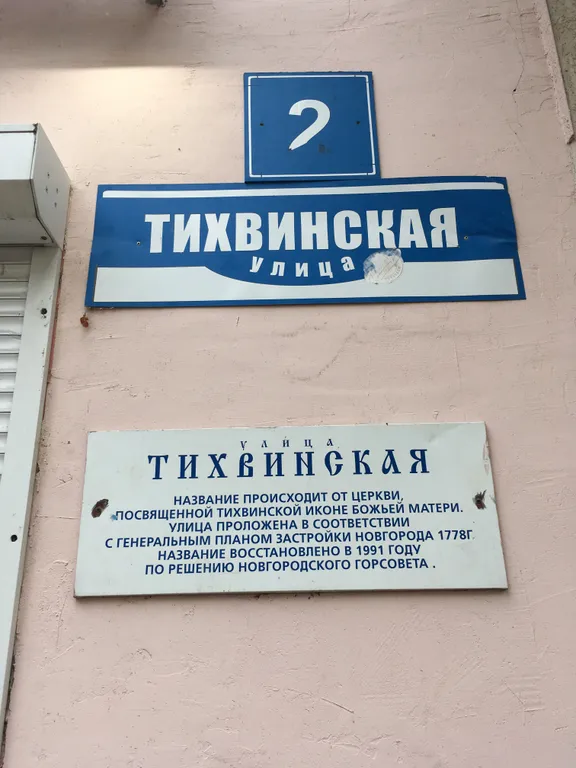 2
ТИХВИНСКАЯ
УЛИЦА
УЛИЦА
ТИХВИНСКАЯ
НАЗВАНИЕ ПРОИСХОДИТ ОТ ЦЕРКВИ,
ПОСВЯЩЕННОЙ ТИХВИНСКОЙ ИКОНЕ БОЖЬЕЙ МАТЕРИ.
УЛИЦА ПРОЛОЖЕНА В СООТВЕТСТВИИ
С ГЕНЕРАЛЬНЫМ ПЛАНОМ ЗАСТРОЙКИ НОВГОРОДА 1778Г.
НАЗВАНИЕ ВОССТАНОВЛЕНО В 1991 ГОДУ
ПО РЕШЕНИЮ НОВГОРОДСКОГО ГОРСОВЕТА .